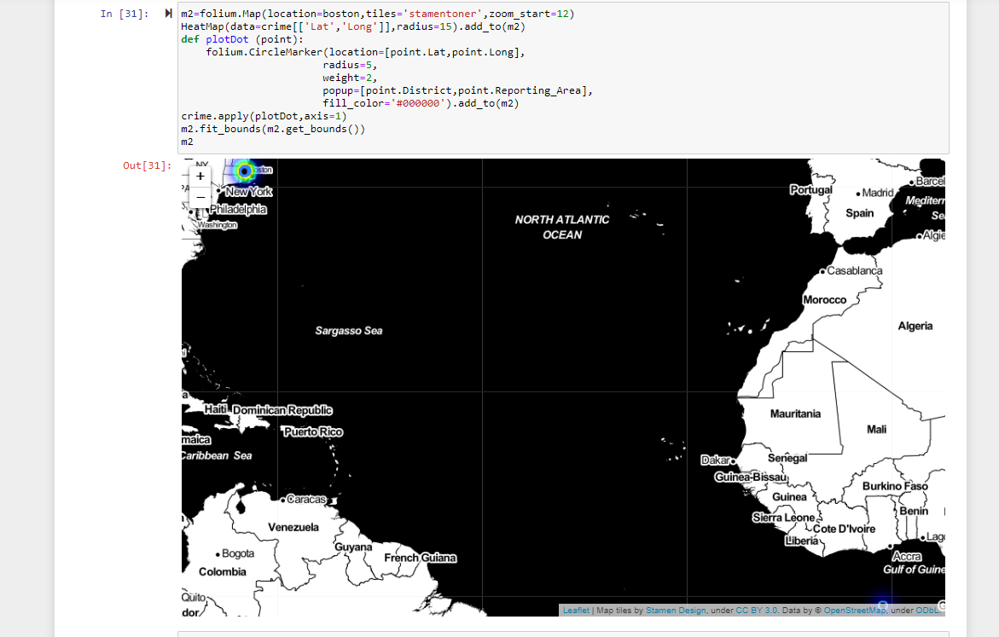 In [31]:
m2=folium.Map(location=boston,tiles='stamentoner',zoom_start=12)
HeatMap(data=crime[['Lat','Long']],radius=15).add_to(m2)
def plotDot (point):
    folium.CircleMarker(location=[point.Lat,point.Long],
                        radius=5,
                        weight=2,
                        popup=[point.District,point.Reporting_Area],
                        fill_color='#000000').add_to(m2)
crime.apply(plotDot,axis=1)
m2.fit_bounds(m2.get_bounds())
m2
Out[31]:
NY
+
−
New York
Philadelphia
Washington
Portugal
Madrid
Barcel
Spain
Mediterr
Se
Algie
NORTH ATLANTIC
OCEAN
Casablanca
Morocco
Algeria
Sargasso Sea
Haiti
Dominican Republic
Puerto Rico
maica
Caribbean Sea
Mauritania
Mali
Dakar
Senegal
Guinea-Bissau
Burkino Faso
Guinea
Benin
Sierra Leone
Cote D'Ivoire
Liberia
Lago
Accra
Gulf of Guine
Caracas
Venezuela
Guyana
French Guiana
Bogota
Colombia
Quito
dor
Leaflet | Map tiles by Stamen Design, under CC BY 3.0. Data by © OpenStreetMap, under ODbL.